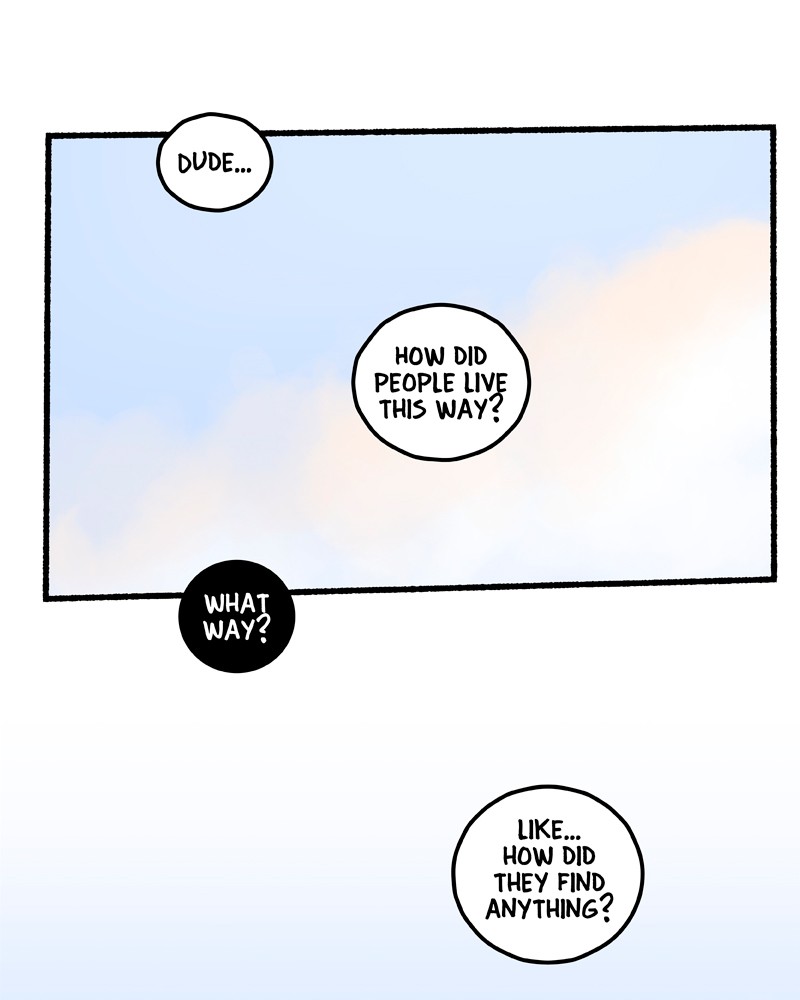 DUDE...
HOW DID
PEOPLE LIVE
THIS WAY?
WHAT
WAY?
LIKE...
HOW DID
THEY FIND
ANYTHING?